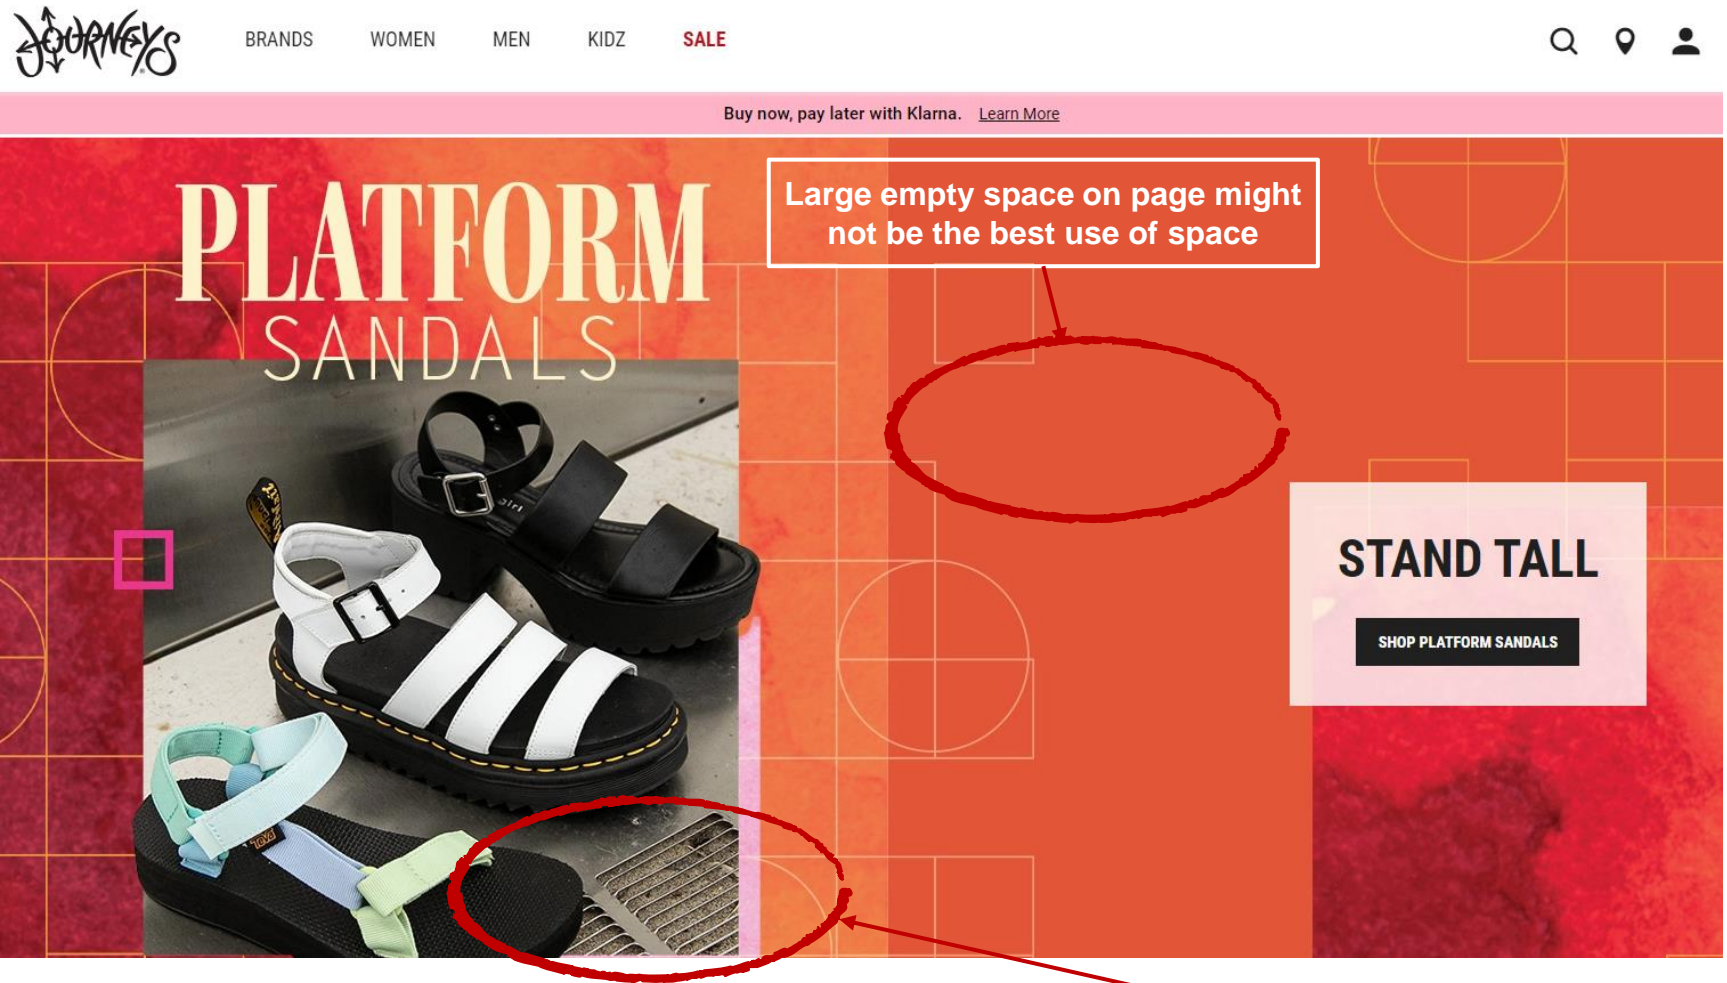 JOURNEYS
BRANDS WOMEN MEN KIDZ SALE
Buy now, pay later with Klarna. Learn More
PLATFORM
SANDALS
Large empty space on page might
not be the best use of space
STAND TALL
SHOP PLATFORM SANDALS
Teva